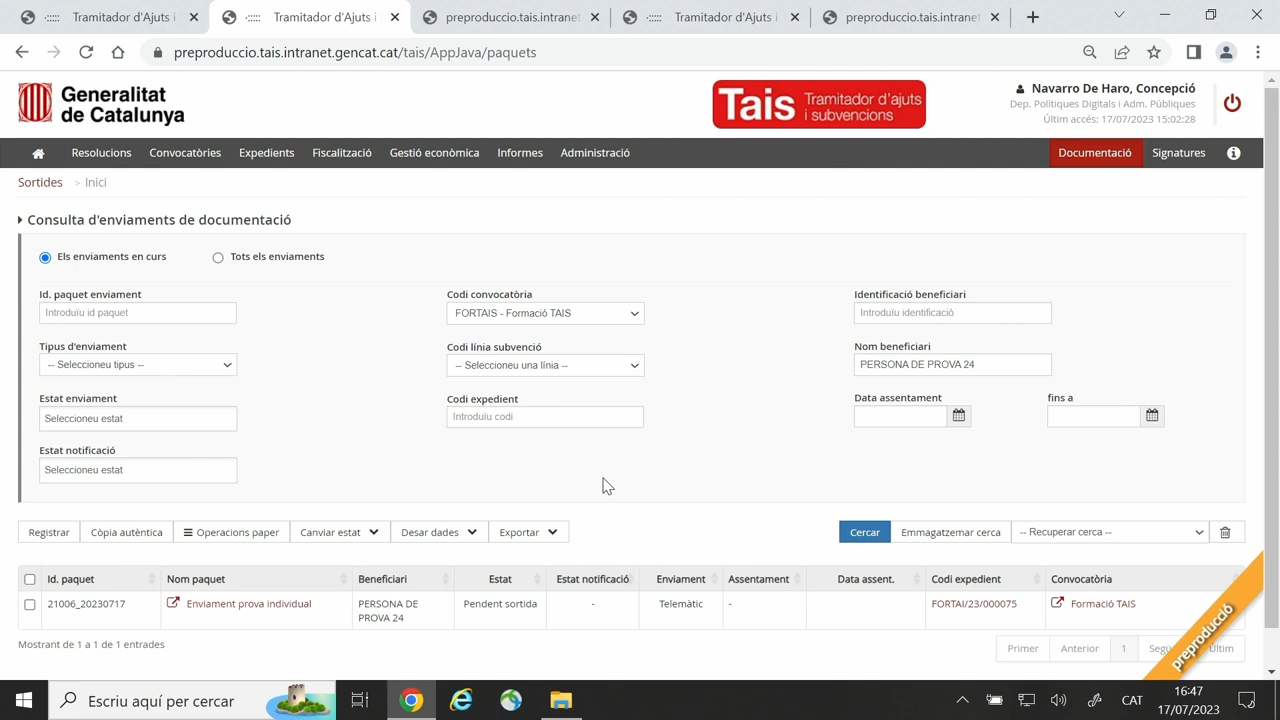 Tramitador d'Ajuts i
Tramitador d'Ajuts i
preproduccio.tais.intranet
Tramitador d'Ajuts i
preproduccio.tais.intranet
preproduccio.tais.intranet.gencat.cat/tais/AppJava/paquets
Generalitat
de Catalunya
Tais Tramitador d'ajuts
i subvencions
Navarro De Haro, Concepció
Dep. Polítiques Digitals i Adm. Públiques
Últim accés: 17/07/2023 15:02:28
Resolucions Convocatòries Expedients Fiscalització Gestió econòmica Informes Administració Documentació Signatures
Sortides > Inici
Consulta d'enviaments de documentació
Els enviaments en curs Tots els enviaments
Id. paquet enviament Codi convocatòria Identificació beneficiari
Introduïu id paquet FORTAIS - Formació TAIS Introduïu identificació
Tipus d'enviament Codi línia subvenció Nom beneficiari
-- Seleccioneu tipus -- -- Seleccioneu una línia -- PERSONA DE PROVA 24
Estat enviament Codi expedient Data assentament fins a
Seleccioneu estat Introduïu codi
Estat notificació
Seleccioneu estat
Registrar Còpia autèntica Operacions paper Canviar estat Desar dades Exportar Cercar Emmagatzemar cerca -- Recuperar cerca --
Id. paquet Nom paquet Beneficiari Estat Estat notificació Enviament Assentament Data assent. Codi expedient Convocatòria
21006_20230717 Enviament prova individual PERSONA DE PROVA 24 Pendent sortida - Telemàtic - FORTAI/23/000075 Formació TAIS
Mostrant de 1 a 1 de 1 entrades
Primer Anterior 1 Últim
preproducció
Escriu aquí per cercar
CAT
16:47
17/07/2023